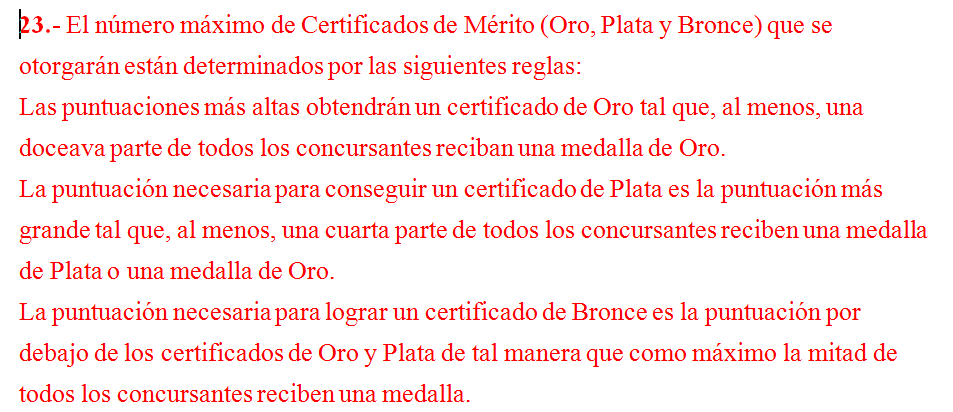 23.- El número máximo de Certificados de Mérito (Oro, Plata y Bronce) que se
otorgarán están determinados por las siguientes reglas:
Las puntuaciones más altas obtendrán un certificado de Oro tal que, al menos, una
doceava parte de todos los concursantes reciban una medalla de Oro.
La puntuación necesaria para conseguir un certificado de Plata es la puntuación más
grande tal que, al menos, una cuarta parte de todos los concursantes reciben una medalla
de Plata o una medalla de Oro.
La puntuación necesaria para lograr un certificado de Bronce es la puntuación por
debajo de los certificados de Oro y Plata de tal manera que como máximo la mitad de
todos los concursantes reciben una medalla.